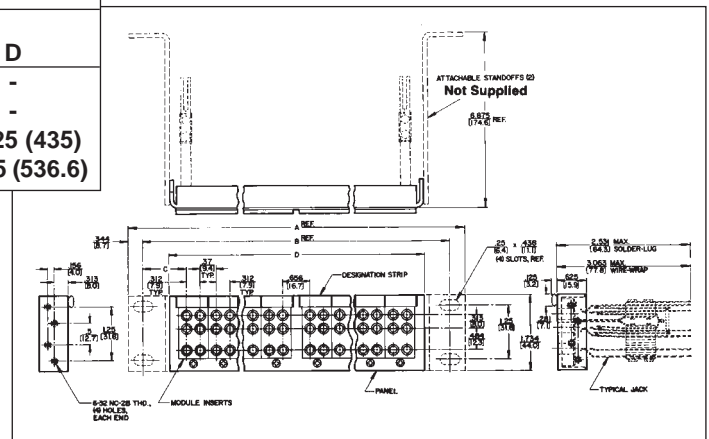 D
-
-
25 (435)
5 (536.6)
ATTACHABLE STANDOFFS (2)
Not Supplied
6.875
(174.6) REF.
A REF.
B REF.
.344
(8.7)
.25 x .438
(6.4) (11.1)
(4) SLOTS, REF.
2.531 MAX.
(64.3) SOLDER-LUG
3.063 MAX.
(77.8) WIRE-WRAP
D
C
.156
(4.0)
.313
(8.0)
.312
(7.9)
TYP.
.37
(9.4)
TYP.
.312
(7.9)
TYP.
.656
(16.7)
DESIGNATION STRIP
.125
(3.2)
.625
(15.9)
.5
(12.7)
1.25
(31.8)
.313
(8.0)
.484
(12.3)
1.25
(31.8)
1.734
(44.0)
.281
(7.1)
6-32 NC-2B THD.,
(4) HOLES,
EACH END
MODULE INSERTS
PANEL
TYPICAL JACK